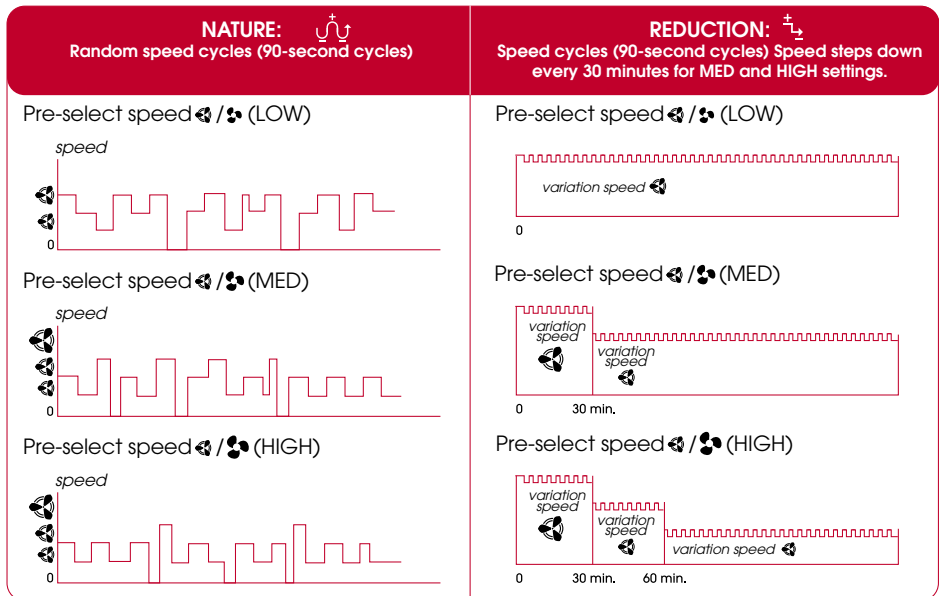 NATURE:
Random speed cycles (90-second cycles)
Pre-select speed / (LOW)
speed
0
Pre-select speed / (MED)
speed
0
Pre-select speed / (HIGH)
speed
0
REDUCTION:
Speed cycles (90-second cycles) Speed steps down
every 30 minutes for MED and HIGH settings.
Pre-select speed / (LOW)
variation speed
0
Pre-select speed / (MED)
variation
speed
variation
speed
0 30 min.
Pre-select speed / (HIGH)
variation
speed
variation
speed
variation speed
0 30 min. 60 min.